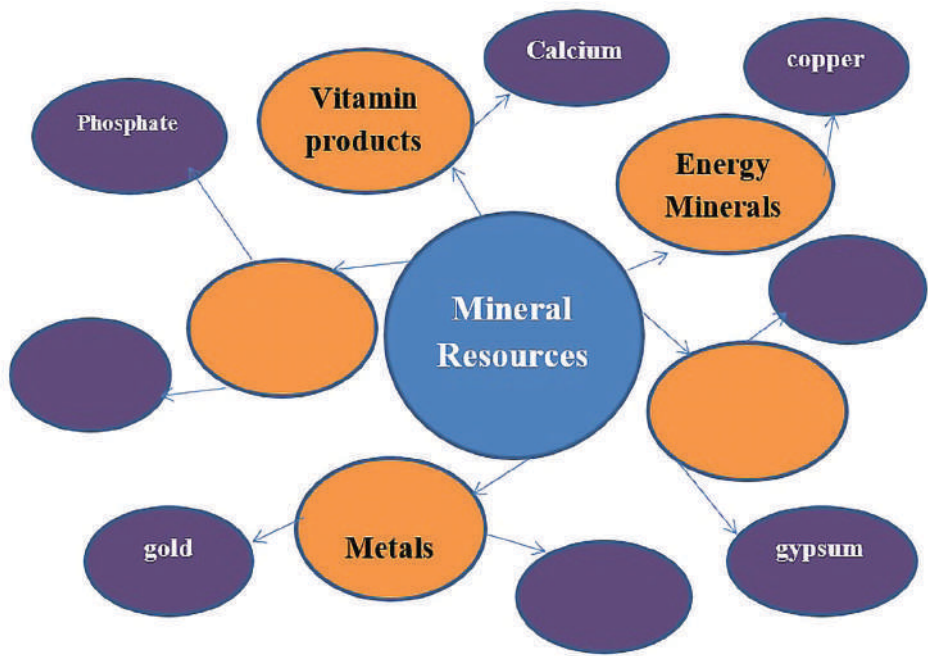 Calcium
copper
Vitamin
products
Phosphate
Energy
Minerals
Mineral
Resources
gold
Metals
gypsum